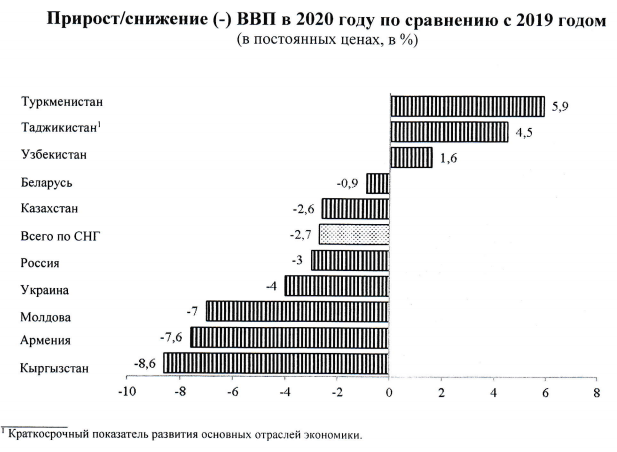 Прирост/снижение (-) ВВП в 2020 году по сравнению с 2019 годом
(в постоянных ценах, в %)
Туркменистан 5,9
Таджикистан¹ 4,5
Узбекистан 1,6
Беларусь -0,9
Казахстан -2,6
Всего по СНГ -2,7
Россия -3
Украина -4
Молдова -7
Армения -7,6
Кыргызстан -8,6
-10 -8 -6 -4 -2 0 2 4 6 8
¹ Краткосрочный показатель развития основных отраслей экономики.